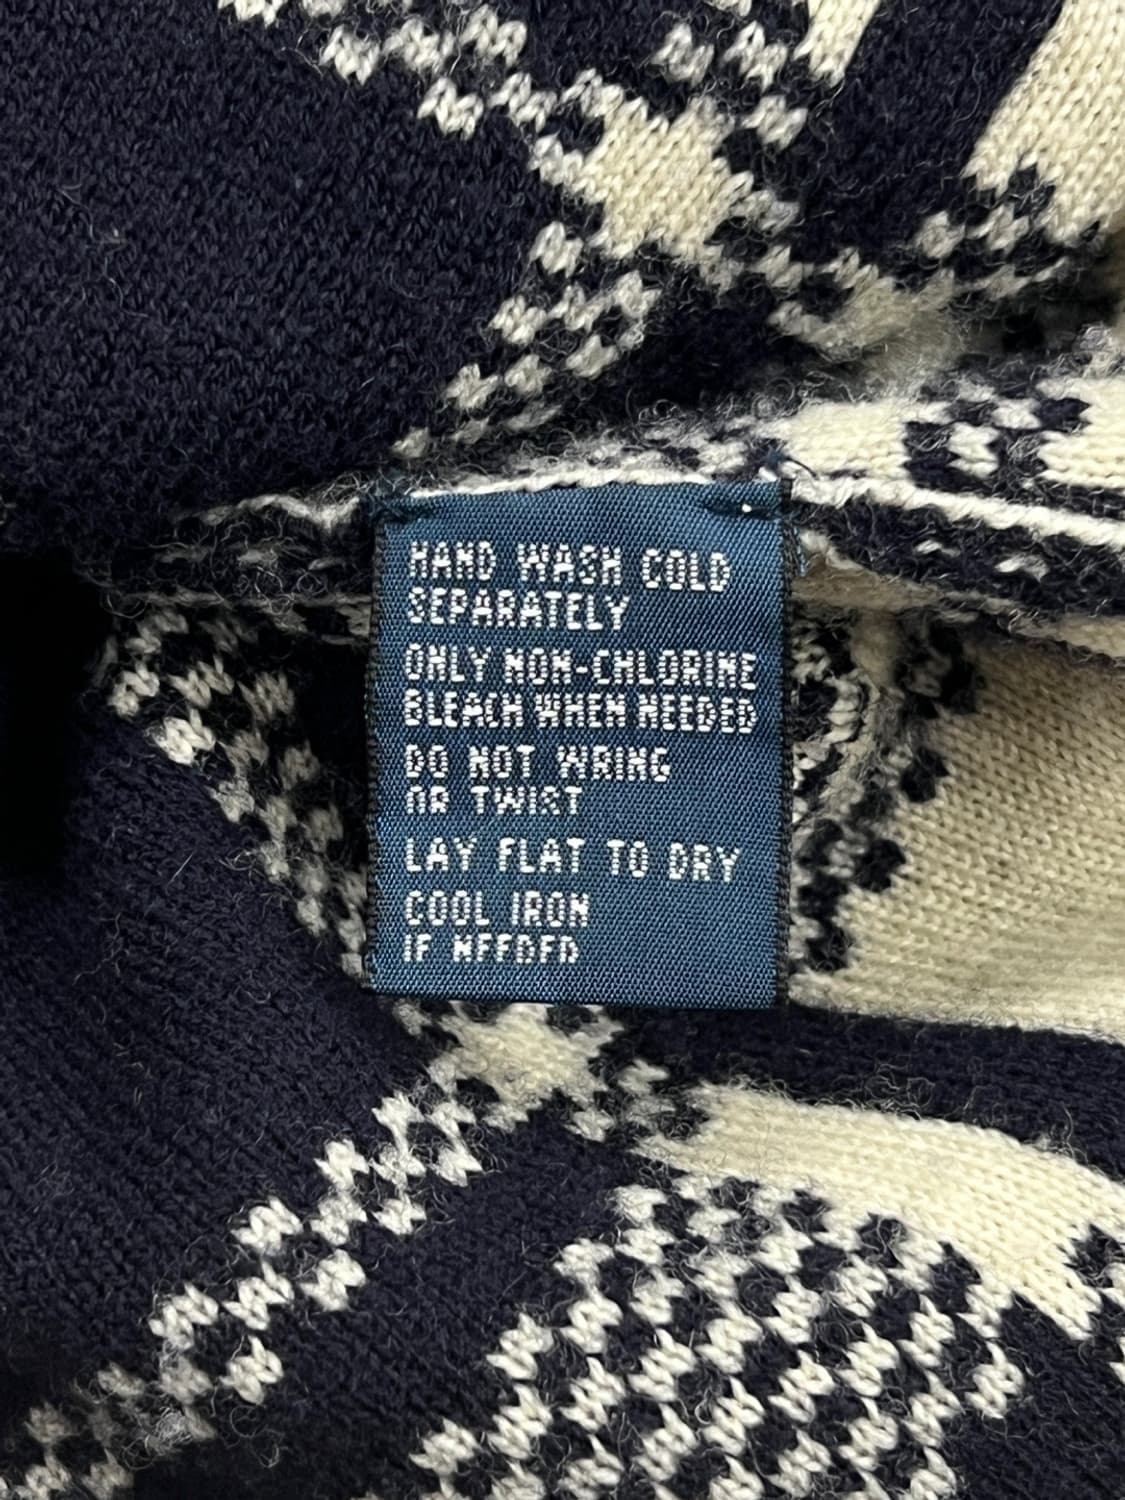 HAND WASH COLD
SEPARATELY
ONLY NON-CHLORINE
BLEACH WHEN NEEDED
DO NOT WRING
OR TWIST
LAY FLAT TO DRY
COOL IRON
IF NEEDED